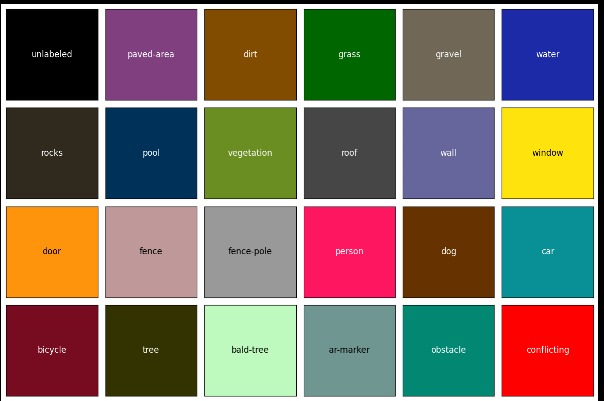 unlabeled
paved-area
dirt
grass
gravel
water
rocks
pool
vegetation
roof
wall
window
door
fence
fence-pole
person
dog
car
bicycle
tree
bald-tree
ar-marker
obstacle
conflicting